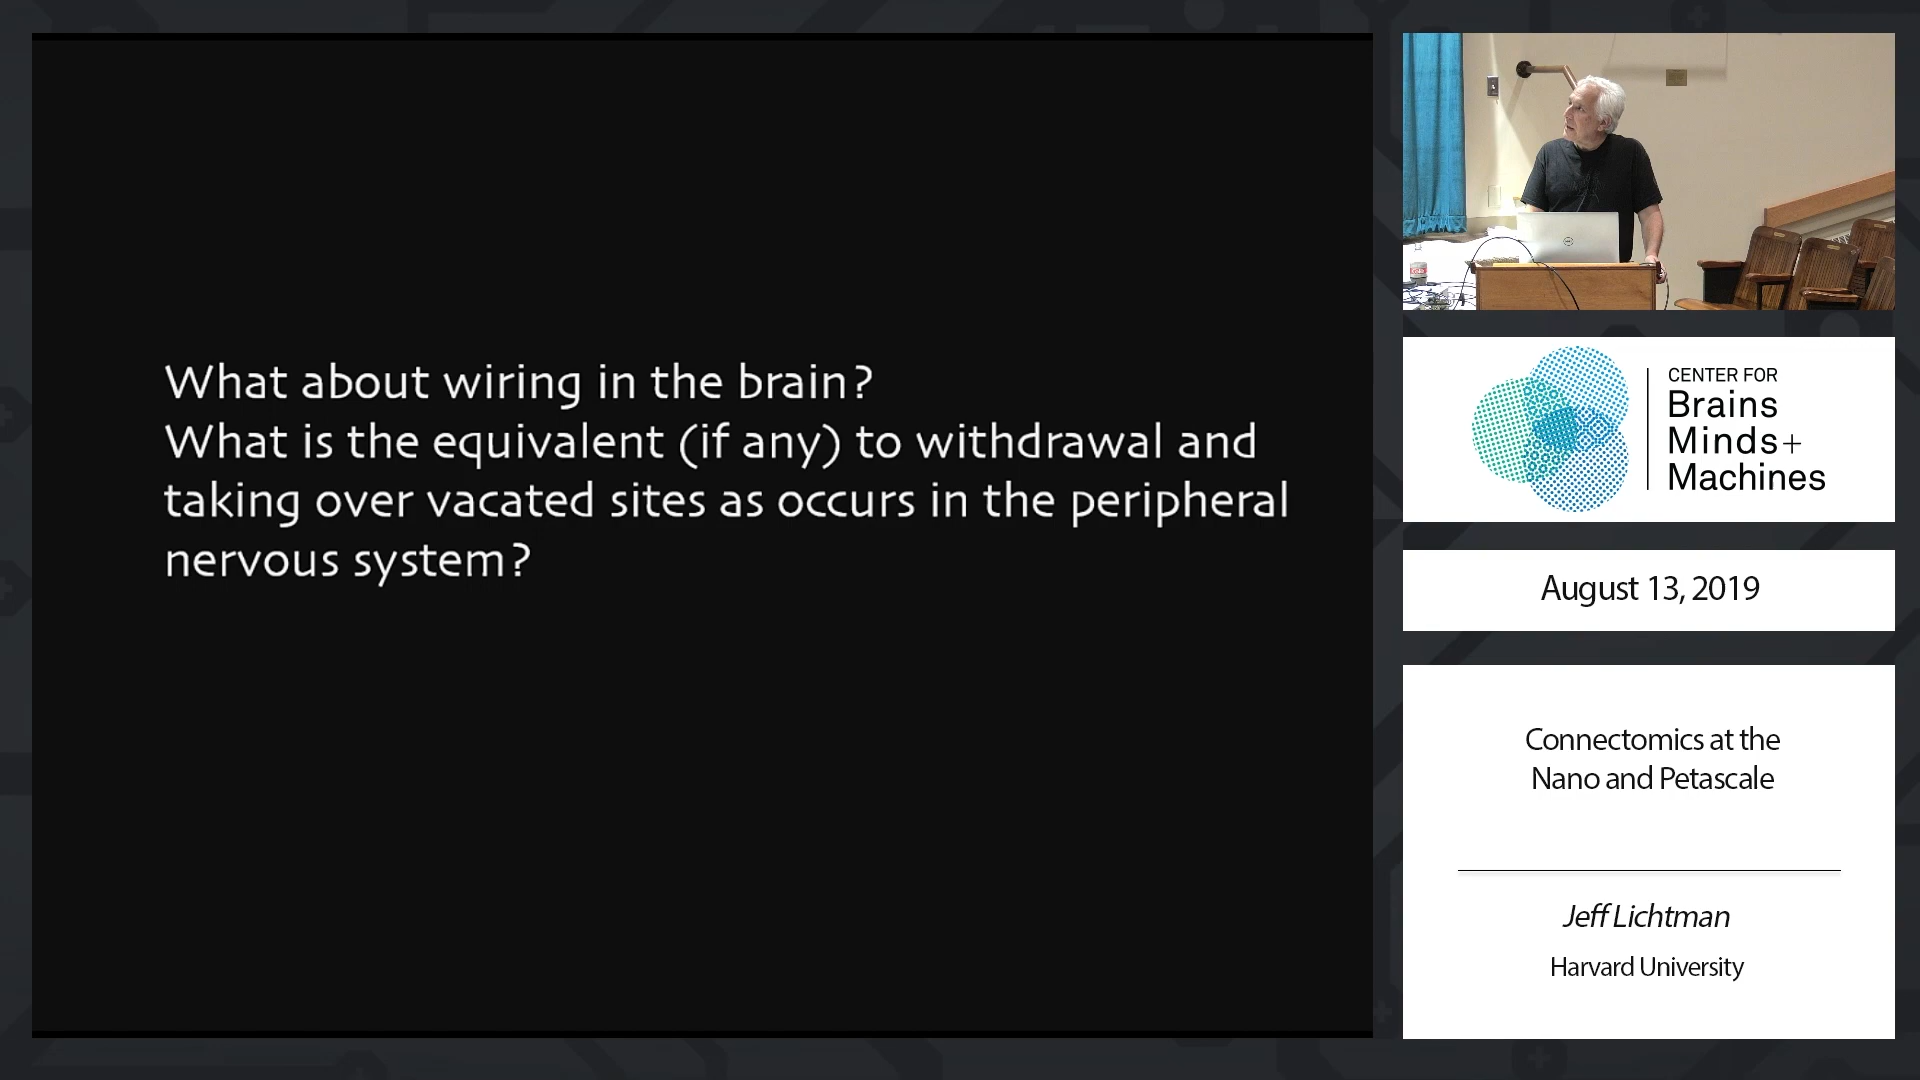 What about wiring in the brain?
What is the equivalent (if any) to withdrawal and
taking over vacated sites as occurs in the peripheral
nervous system?
CENTER FOR
Brains
Minds+
Machines
August 13, 2019
Connectomics at the
Nano and Petascale
Jeff Lichtman
Harvard University